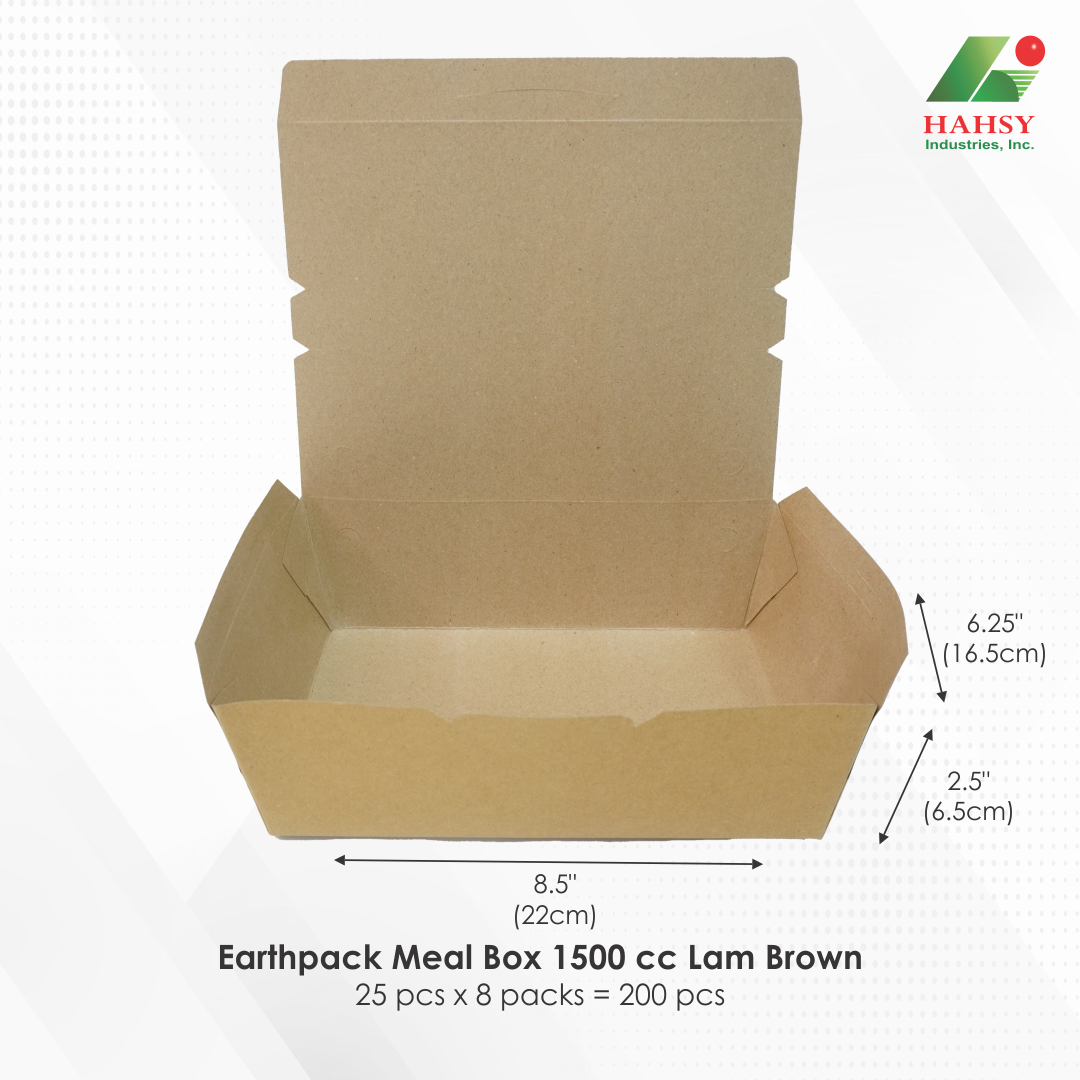 HAHSY
Industries, Inc.
6.25"
(16.5cm)
2.5"
(6.5cm)
8.5"
(22cm)
Earthpack Meal Box 1500 cc Lam Brown
25 pcs x 8 packs = 200 pcs